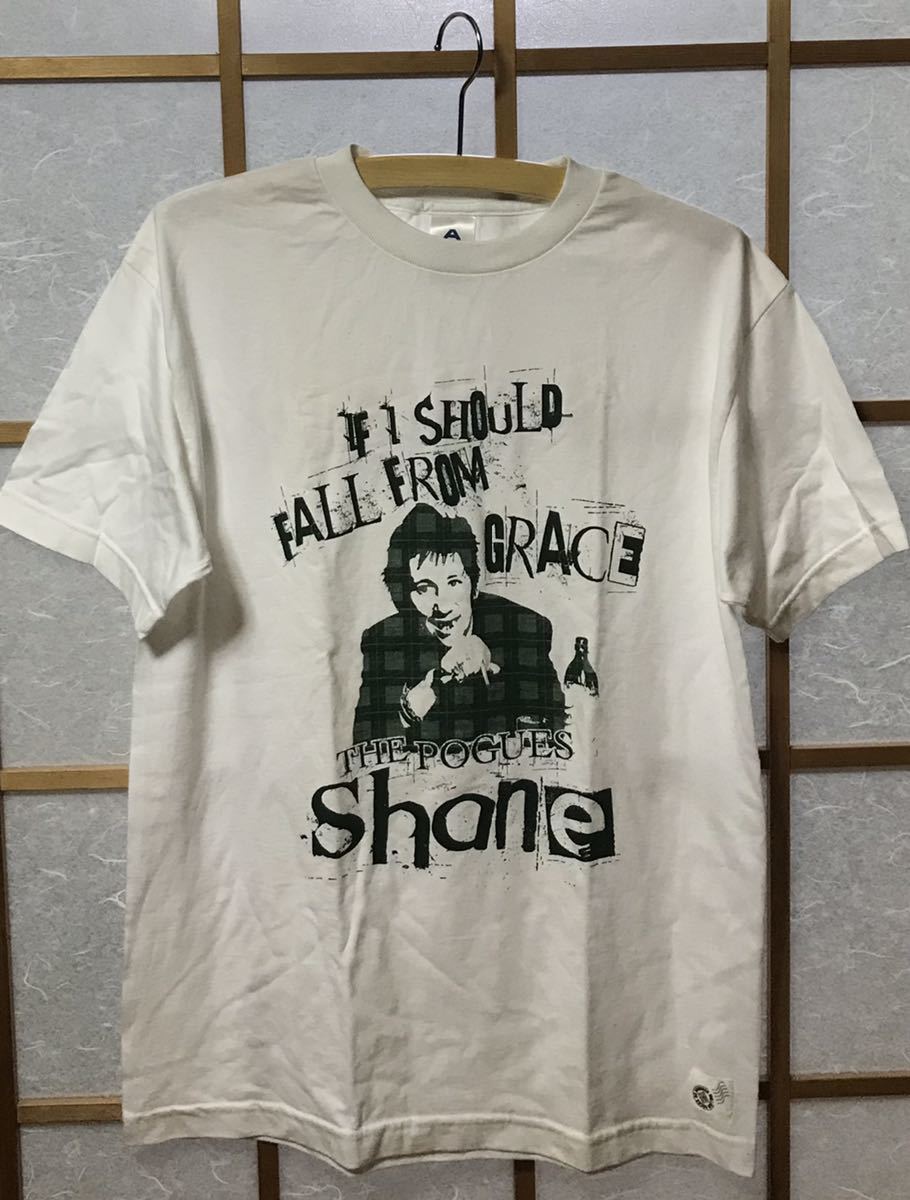 A
IF I SHOULD
FALL FROM
GRACE
THE POGUES
Shane